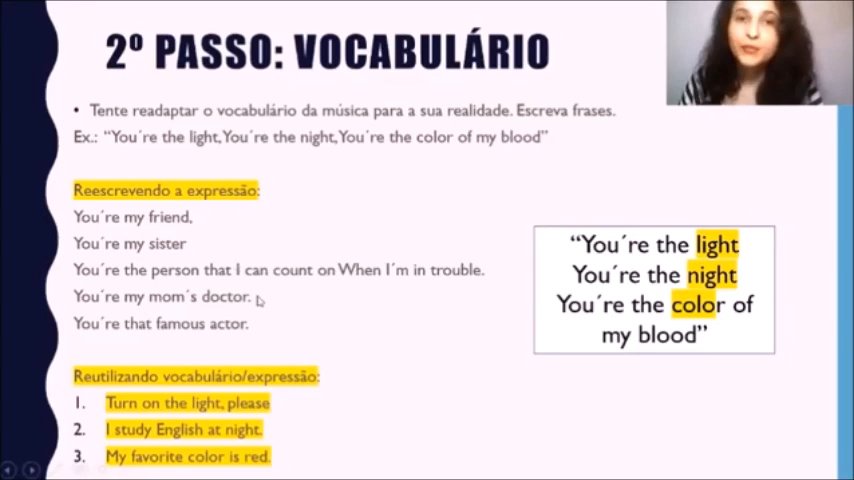 2º PASSO: VOCABULÁRIO
• Tente readaptar o vocabulário da música para a sua realidade. Escreva frases.
Ex.: “You´re the light,You´re the night,You´re the color of my blood”
Reescrevendo a expressão:
You´re my friend,
You´re my sister
You´re the person that I can count on When I´m in trouble.
You´re my mom´s doctor.
You´re that famous actor.
“You´re the light
You´re the night
You´re the color of
my blood”
Reutilizando vocabulário/expressão:
1. Turn on the light, please
2. I study English at night.
3. My favorite color is red.